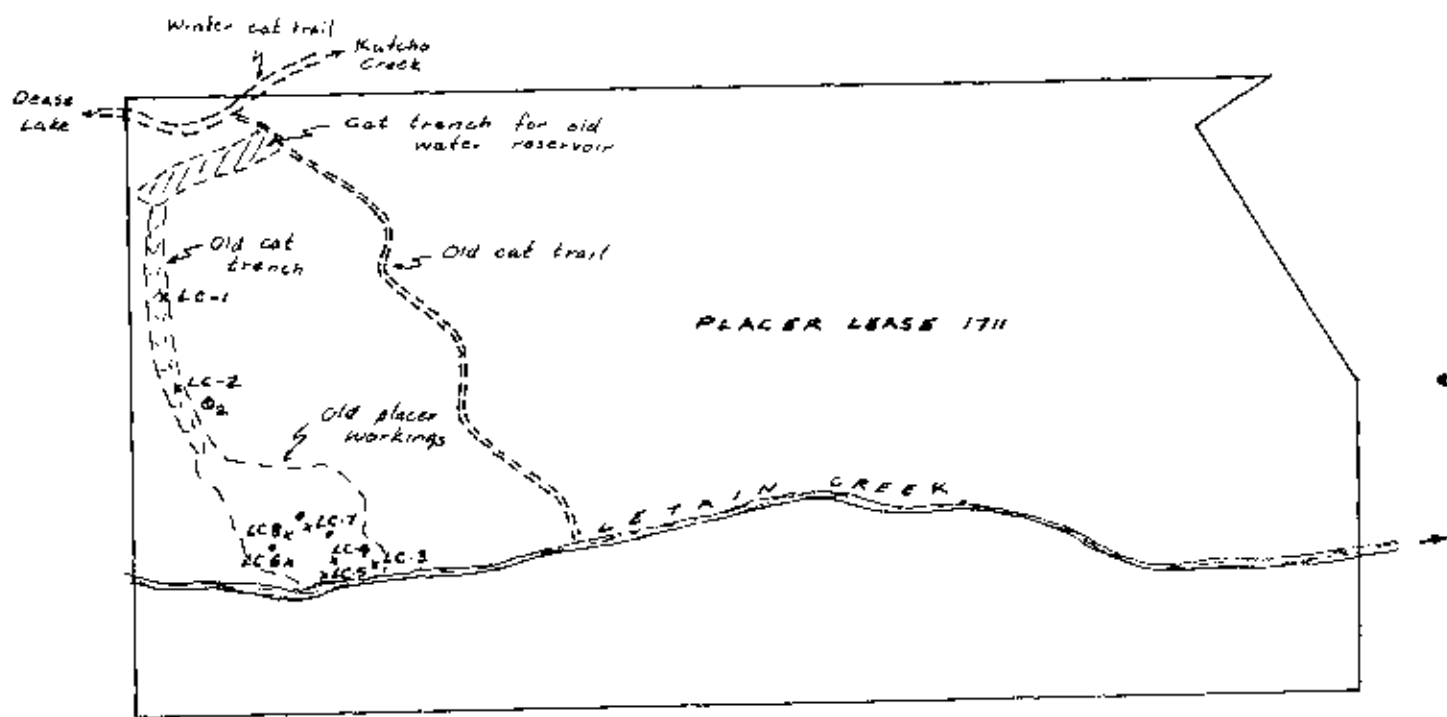 Winter cat trail
Kutcho
Creek
Dease
Lake
Cat trench for old
water reservoir
Old cat
trench
Old cat trail
LC-1
PLACER LEASE 1711
LC-2
2
Old placer
workings
LETRAIN CREEK
LC8
LC-7
LC-4
LC-3
LC6
LC-5